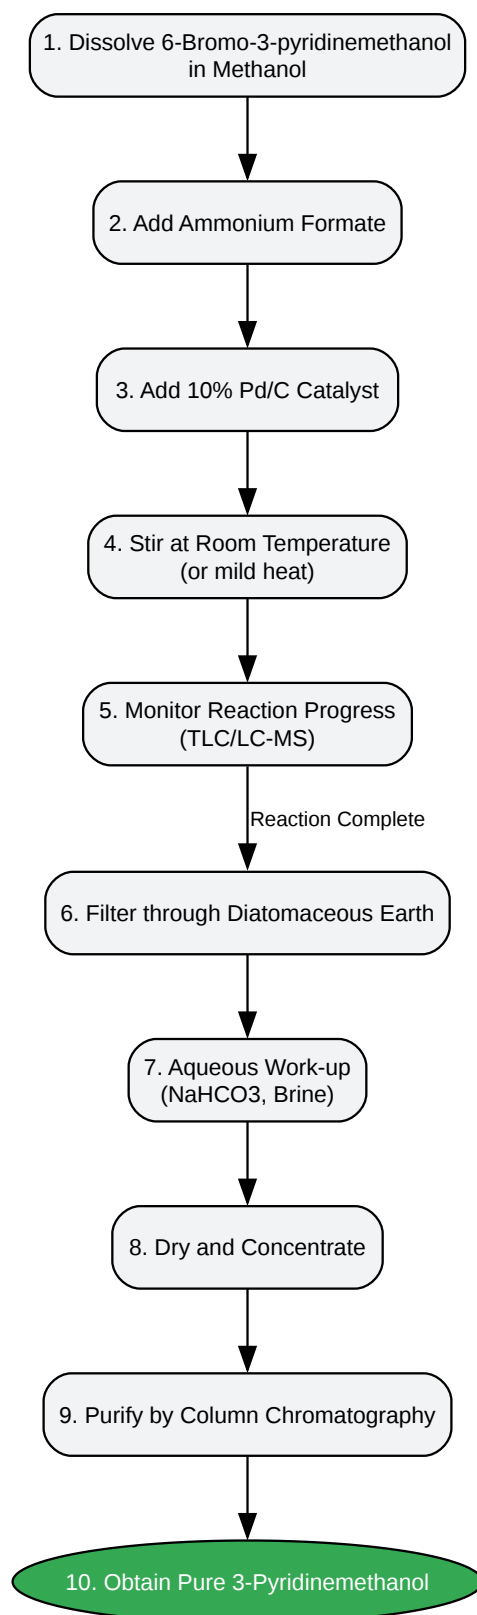 1. Dissolve 6-Bromo-3-pyridinemethanol
in Methanol
2. Add Ammonium Formate
3. Add 10% Pd/C Catalyst
4. Stir at Room Temperature
(or mild heat)
5. Monitor Reaction Progress
(TLC/LC-MS)
Reaction Complete
6. Filter through Diatomaceous Earth
7. Aqueous Work-up
(NaHCO3, Brine)
8. Dry and Concentrate
9. Purify by Column Chromatography
10. Obtain Pure 3-Pyridinemethanol